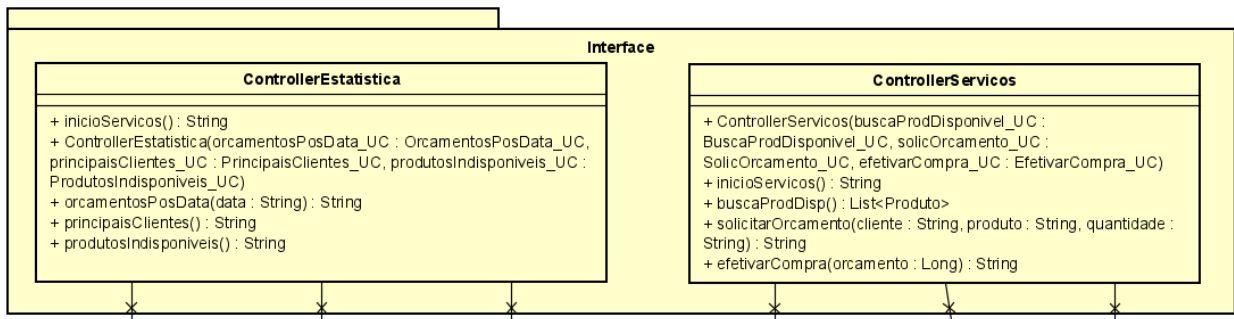 Interface
ControllerEstatistica
+ inicioServicos() : String
+ ControllerEstatistica(orcamentosPosData_UC : OrcamentosPosData_UC,
principaisClientes_UC : PrincipaisClientes_UC, produtosIndisponiveis_UC :
ProdutosIndisponiveis_UC)
+ orcamentosPosData(data : String) : String
+ principaisClientes() : String
+ produtosIndisponiveis() : String
ControllerServicos
+ ControllerServicos(buscaProdDisponivel_UC :
BuscaProdDisponivel_UC, solicOrcamento_UC :
SolicOrcamento_UC, efetivarCompra_UC : EfetivarCompra_UC)
+ inicioServicos() : String
+ buscaProdDisp() : List<Produto>
+ solicitarOrcamento(cliente : String, produto : String, quantidade :
String) : String
+ efetivarCompra(orcamento : Long) : String